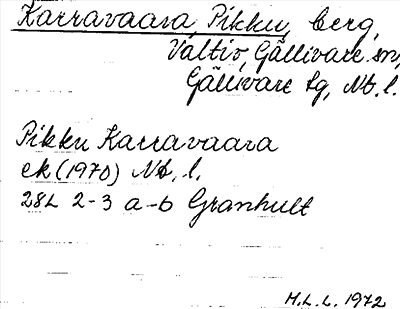 Karravaara, Pikku, berg,
Valtio, Gällivare sn,
Gällivare tg, Nb. l.
Pikku Karravaara
ek (1970) Nb. l.
28L 2-3 a-b Granhult
M.L.L. 1972